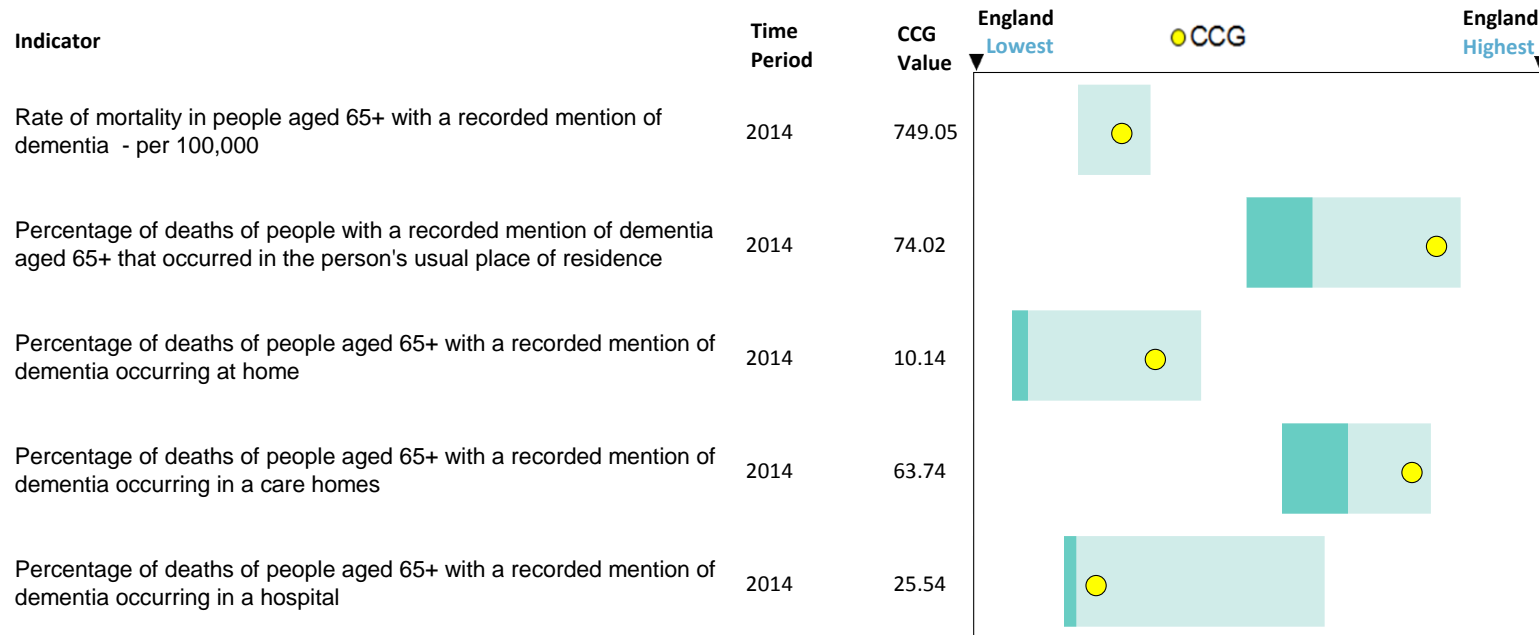 Indicator
Time
Period
CCG
Value
England
Lowest
CCG
England
Highest
Rate of mortality in people aged 65+ with a recorded mention of
dementia - per 100,000
2014
749.05
Percentage of deaths of people with a recorded mention of dementia
aged 65+ that occurred in the person's usual place of residence
2014
74.02
Percentage of deaths of people aged 65+ with a recorded mention of
dementia occurring at home
2014
10.14
Percentage of deaths of people aged 65+ with a recorded mention of
dementia occurring in a care homes
2014
63.74
Percentage of deaths of people aged 65+ with a recorded mention of
dementia occurring in a hospital
2014
25.54